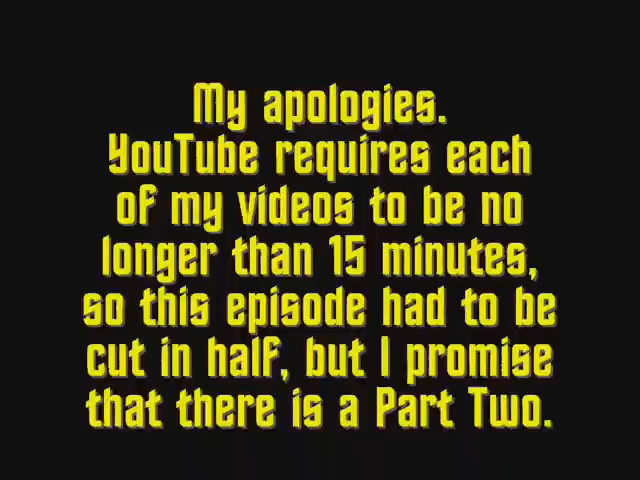 My apologies.
YouTube requires each
of my videos to be no
longer than 15 minutes,
so this episode had to be
cut in half, but I promise
that there is a Part Two.